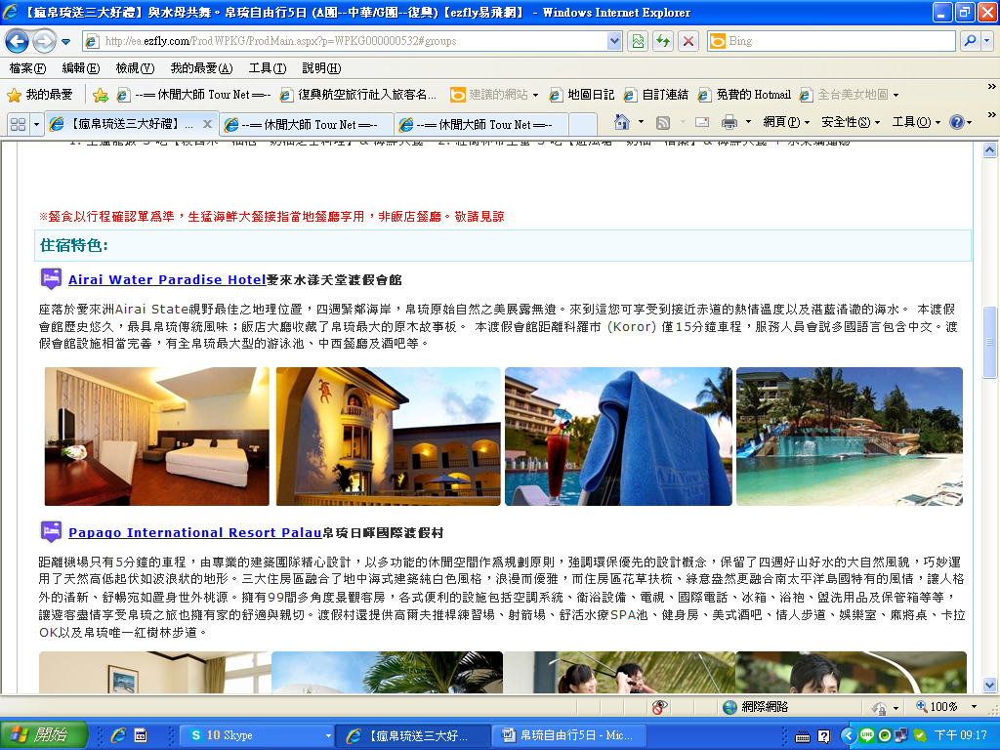 【瘋帛琉送三大好禮】與水母共舞。帛琉自由行5日 (A團--中華/G團--復興)【ezfly易飛網】 - Windows Internet Explorer
http://ea.ezfly.com/ProdWPKG/ProdMain.aspx?p=WPKG000000532#groups
Bing
檔案(F) 編輯(E) 檢視(V) 我的最愛(A) 工具(T) 說明(H)
我的最愛 --== 休閒大師 Tour Net ==-- 復興航空旅行社入旅客名... 建議的網站 地圖日記 自訂連結 免費的 Hotmail 全台美女地圖
【瘋帛琉送三大好禮】... --== 休閒大師 Tour Net ==-- --== 休閒大師 Tour Net ==-- 網頁(P) 安全性(S) 工具(O)
※餐食以行程確認單為準，生猛海鮮大餐接指當地餐廳享用，非飯店餐廳。敬請見諒
住宿特色:
Airai Water Paradise Hotel愛來水漾天堂渡假會館
座落於愛來洲Airai State視野最佳之地理位置，四週緊鄰海岸，帛琉原始自然之美展露無遺。來到這您可享受到接近赤道的熱情溫度以及湛藍清澈的海水。 本渡假
會館歷史悠久，最具帛琉傳統風味；飯店大廳收藏了帛琉最大的原木故事板。 本渡假會館距離科羅市 (Koror) 僅15分鐘車程，服務人員會說多國語言包含中文。渡
假會館設施相當完善，有全帛琉最大型的游泳池、中西餐廳及酒吧等。
Papago International Resort Palau帛琉日暉國際渡假村
距離機場只有5分鐘的車程，由專業的建築團隊精心設計，以多功能的休閒空間作為規劃原則，強調環保優先的設計概念，保留了四週好山好水的大自然風貌，巧妙運
用了天然高低起伏如波浪狀的地形。三大住房區融合了地中海式建築純白色風格，浪漫而優雅，而住房區花草扶梳、綠意盎然更融合南太平洋島國特有的風情，讓人格
外的清新、舒暢宛如置身世外桃源。擁有99間多角度景觀客房，各式便利的設施包括空調系統、衛浴設備、電視、國際電話、冰箱、浴袍、盥洗用品及保管箱等等，
讓遊客盡情享受帛琉之旅也擁有家的舒適與親切。渡假村還提供高爾夫推桿練習場、射箭場、舒活水療SPA池、健身房、美式酒吧、情人步道、娛樂室、麻將桌、卡拉
OK以及帛琉唯一紅樹林步道。
網際網路 100%
開始 10 Skype 【瘋帛琉送三大好... 帛琉自由行5日 - Mic... 下午 09:17